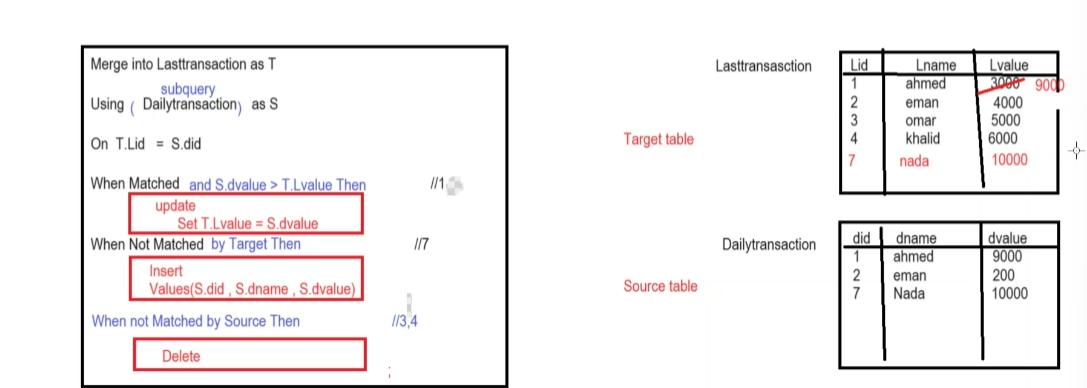 Merge into Lasttransaction as T
subquery
Using ( Dailytransaction) as S
On T.Lid = S.did
When Matched and S.dvalue > T.Lvalue Then //1
update
Set T.Lvalue = S.dvalue
When Not Matched by Target Then //7
Insert
Values(S.did , S.dname , S.dvalue)
When not Matched by Source Then //3,4
Delete
;
Lasttransasction
Target table
Lid Lname Lvalue
1 ahmed 3000 9000
2 eman 4000
3 omar 5000
4 khalid 6000
7 nada 10000
Dailytransaction
Source table
did dname dvalue
1 ahmed 9000
2 eman 200
7 Nada 10000